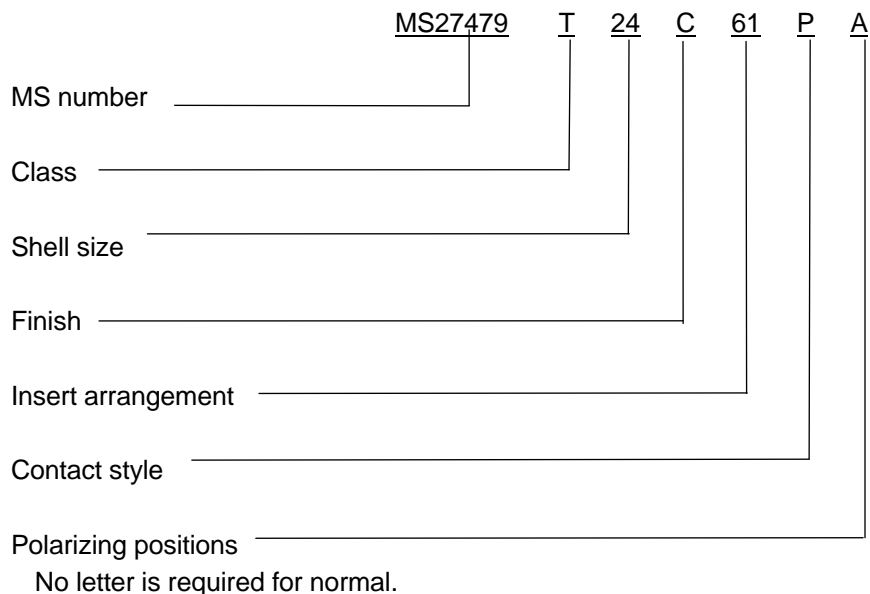 MS27479 T 24 C 61 P A
MS number
Class
Shell size
Finish
Insert arrangement
Contact style
Polarizing positions
No letter is required for normal.